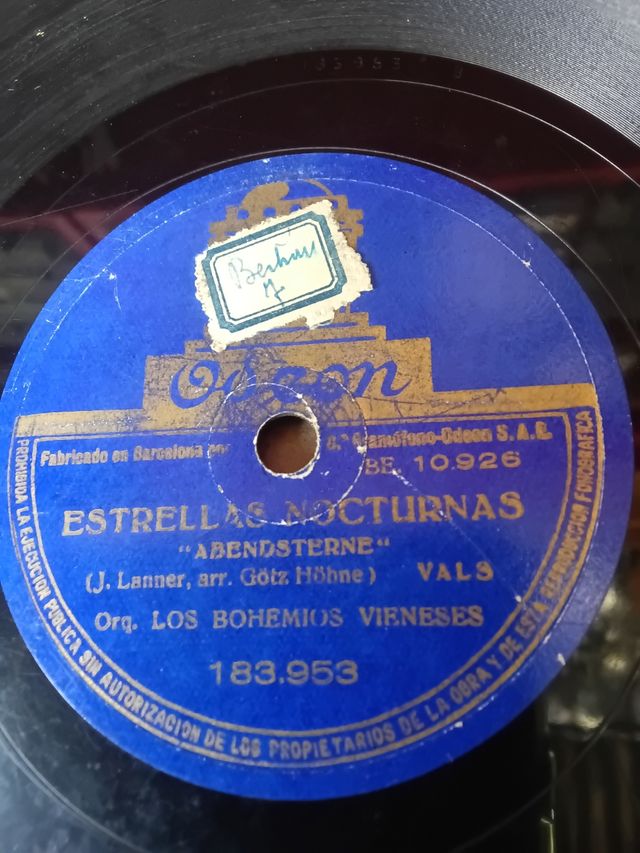 183953
Odeon
Fabricado en Barcelona por C.ª Gramófono-Odeon S.A.E.
BE. 10.926
ESTRELLAS NOCTURNAS
"ABENDSTERNE"
(J. Lanner, arr. Götz Höhne) VALS
Orq. LOS BOHEMIOS VIENESES
183.953
PROHIBIDA LA EJECUCION PUBLICA SIN AUTORIZACION DE LOS PROPIETARIOS DE LA OBRA Y DE ESTA REPRODUCCION FONOGRAFICA